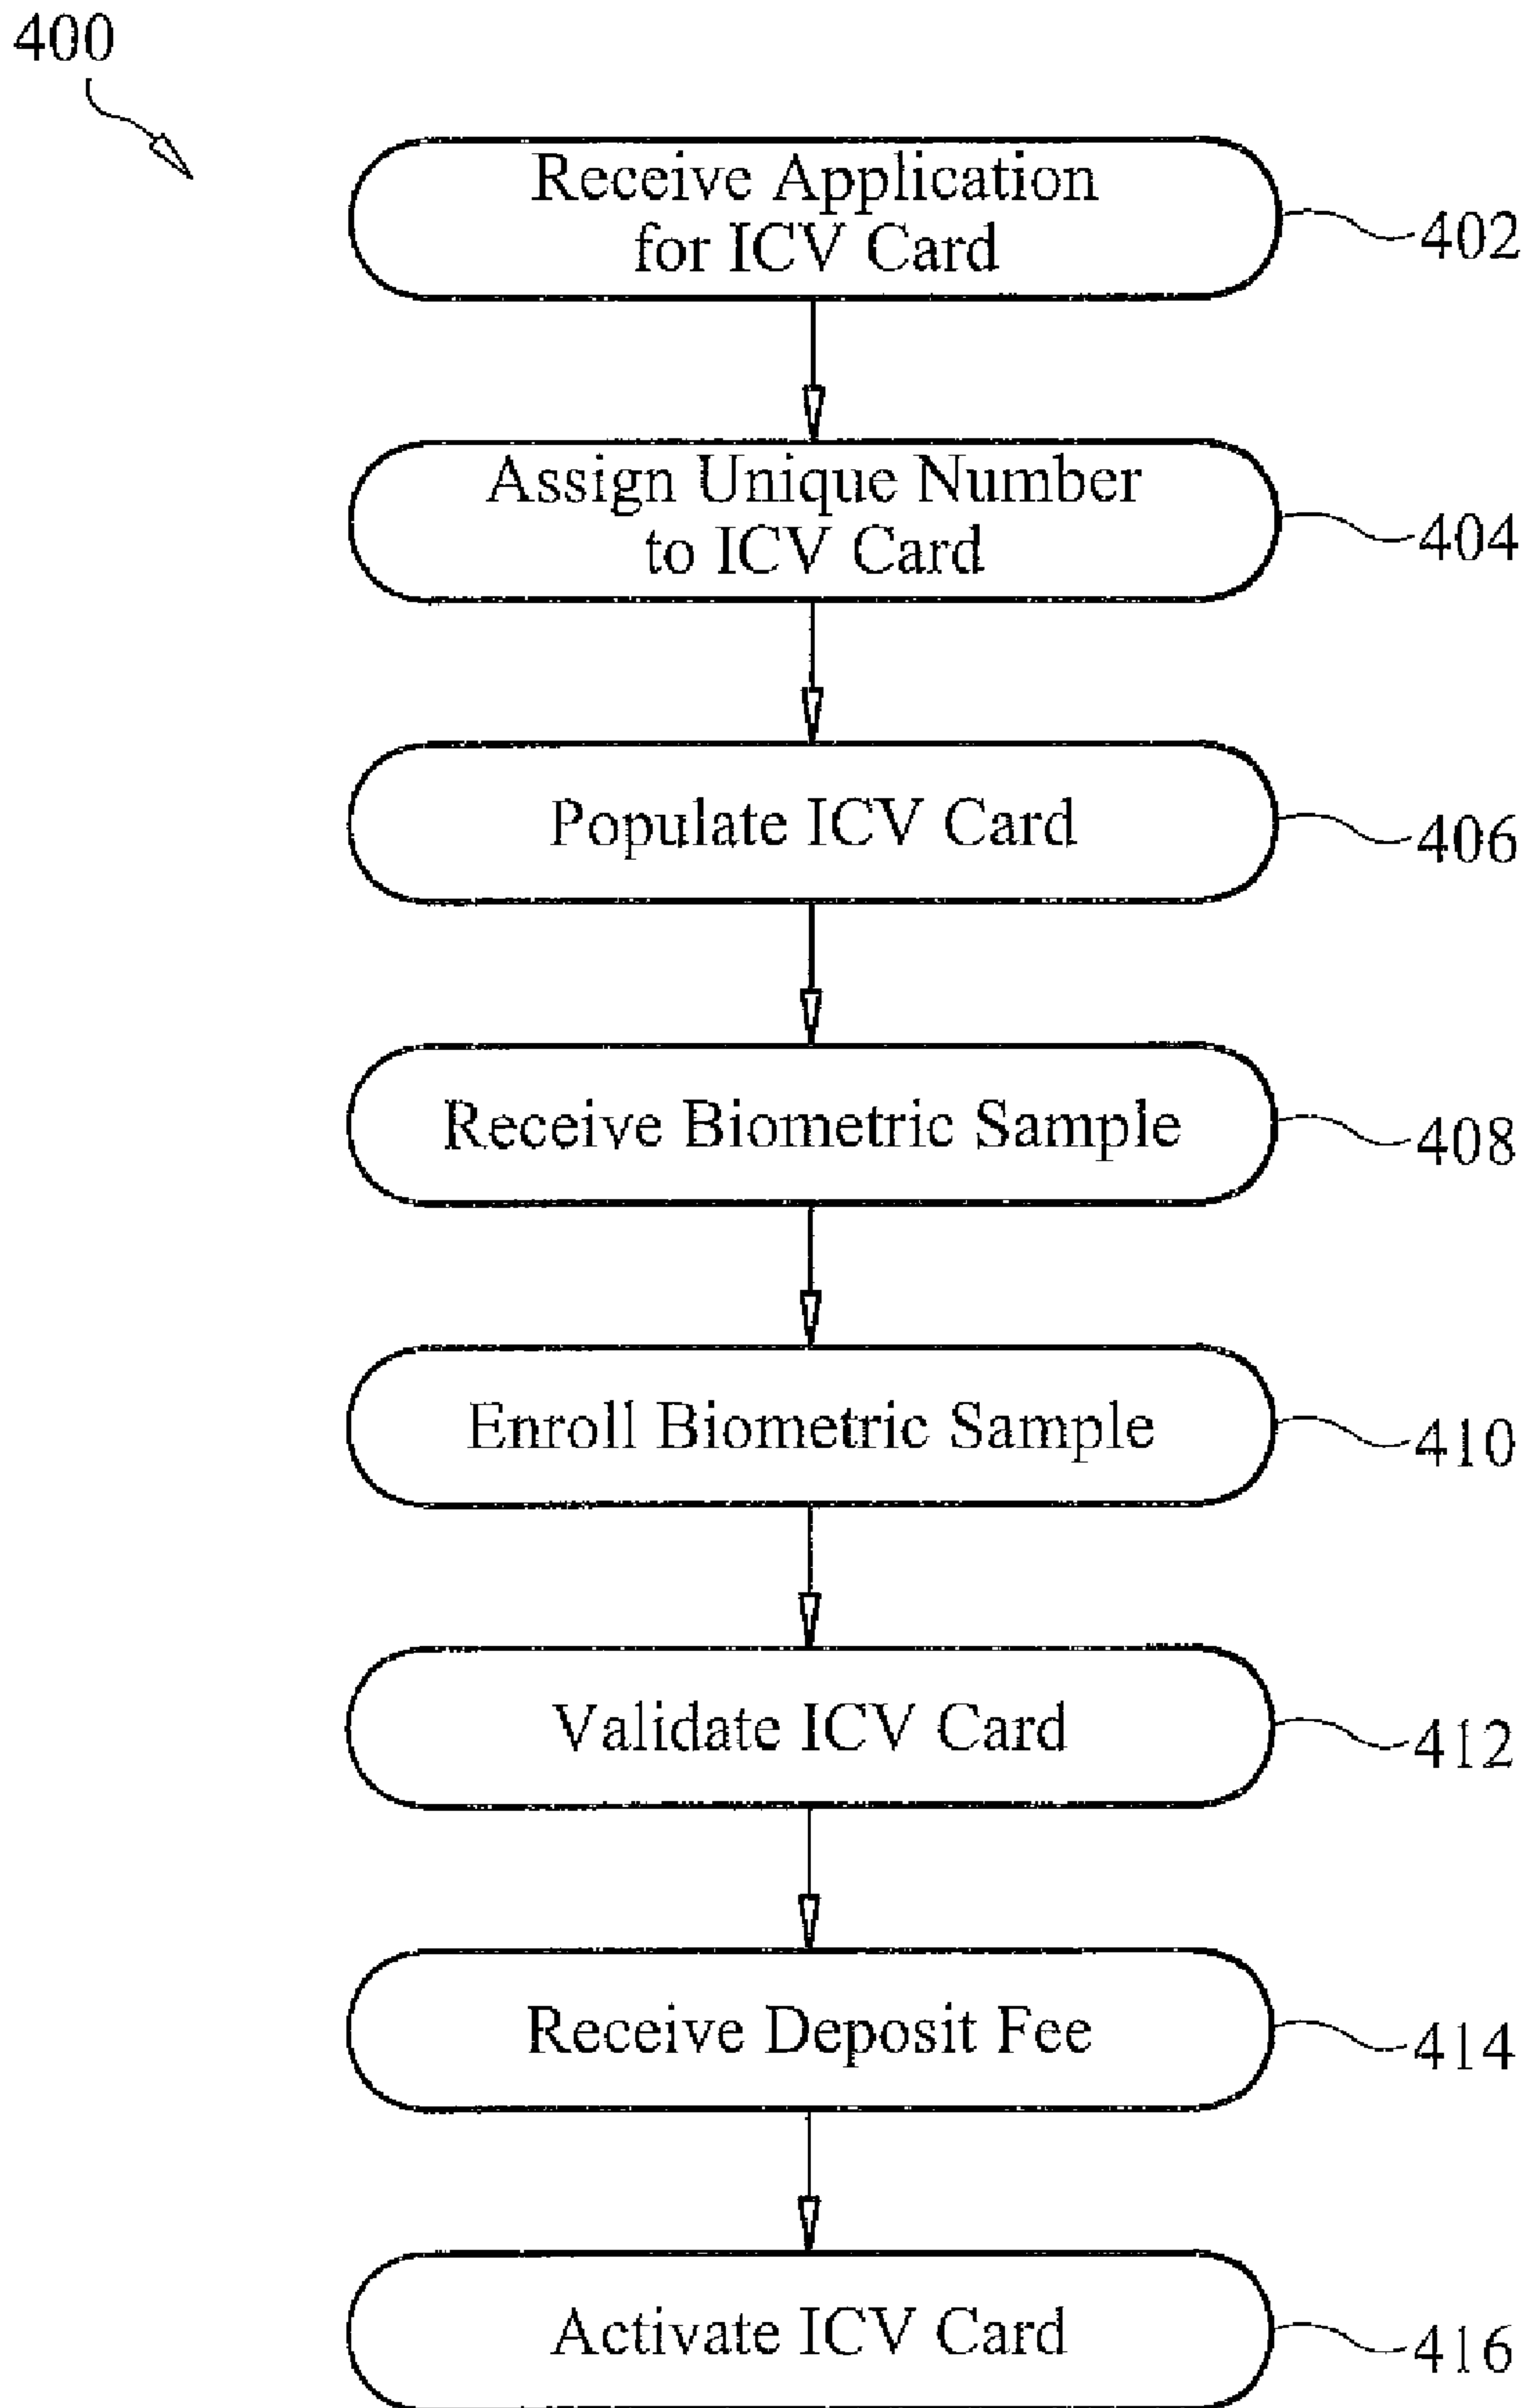 400
Receive Application
for ICV Card
402
Assign Unique Number
to ICV Card
404
Populate ICV Card
406
Receive Biometric Sample
408
Enroll Biometric Sample
410
Validate ICV Card
412
Receive Deposit Fee
414
Activate ICV Card
416